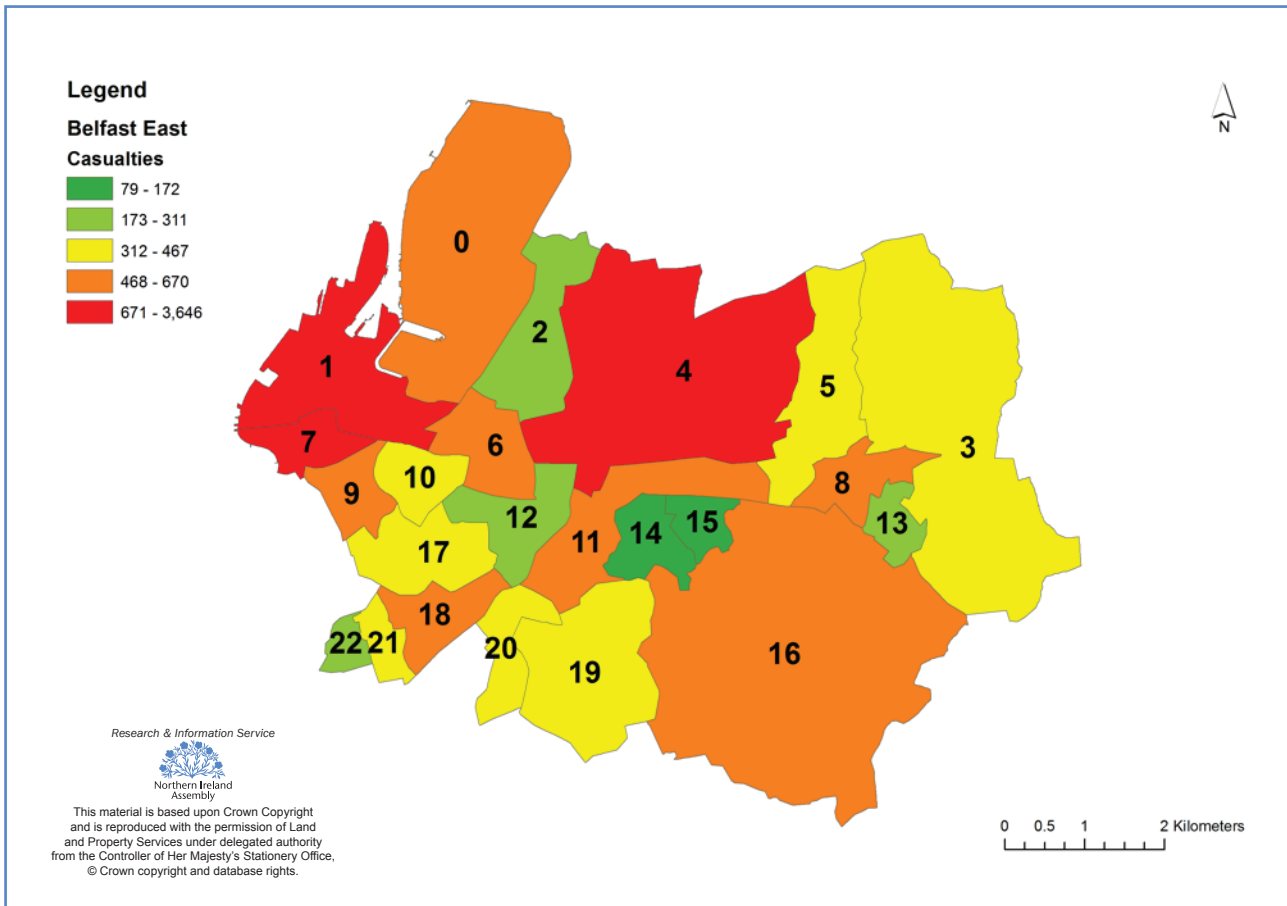 Legend
Belfast East
Casualties
79 - 172
173 - 311
312 - 467
468 - 670
671 - 3,646
N
0
1
2
4
5
3
7
6
8
9
10
12
11
14
15
13
17
18
22
21
20
19
16
Research & Information Service
Northern Ireland
Assembly
This material is based upon Crown Copyright
and is reproduced with the permission of Land
and Property Services under delegated authority
from the Controller of Her Majesty's Stationery Office,
© Crown copyright and database rights.
0 0.5 1 2 Kilometers